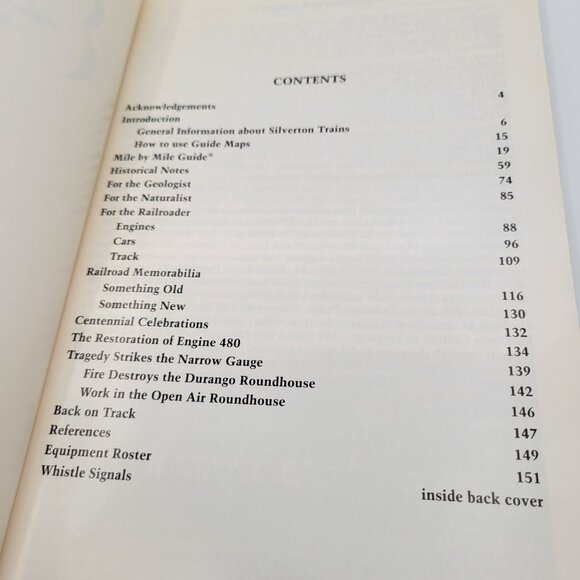 CONTENTS
Acknowledgements 4
Introduction
General Information about Silverton Trains 6
How to use Guide Maps 15
Mile by Mile Guide® 19
Historical Notes 59
For the Geologist 74
For the Naturalist 85
For the Railroader
Engines 88
Cars 96
Track 109
Railroad Memorabilia
Something Old 116
Something New 130
Centennial Celebrations 132
The Restoration of Engine 480 134
Tragedy Strikes the Narrow Gauge 139
Fire Destroys the Durango Roundhouse 142
Work in the Open Air Roundhouse 146
Back on Track 147
References 149
Equipment Roster 151
Whistle Signals inside back cover